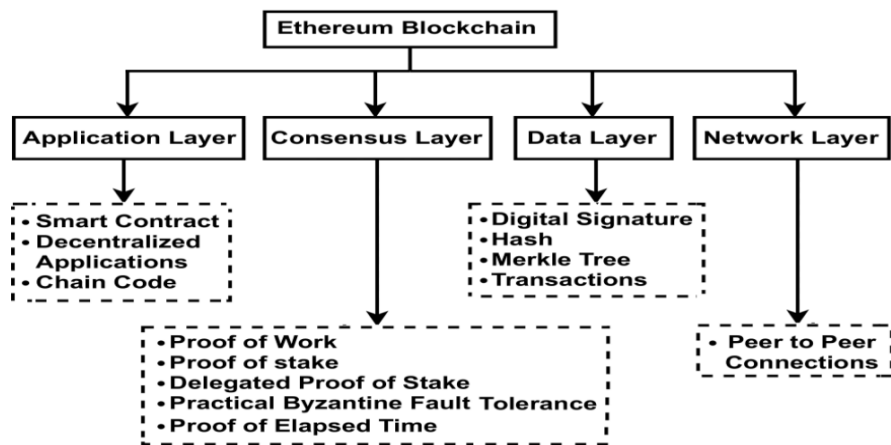 Ethereum Blockchain
Application Layer
Consensus Layer
Data Layer
Network Layer
• Smart Contract
• Decentralized
Applications
• Chain Code
• Digital Signature
• Hash
• Merkle Tree
• Transactions
• Proof of Work
• Proof of stake
• Delegated Proof of Stake
• Practical Byzantine Fault Tolerance
• Proof of Elapsed Time
• Peer to Peer
Connections